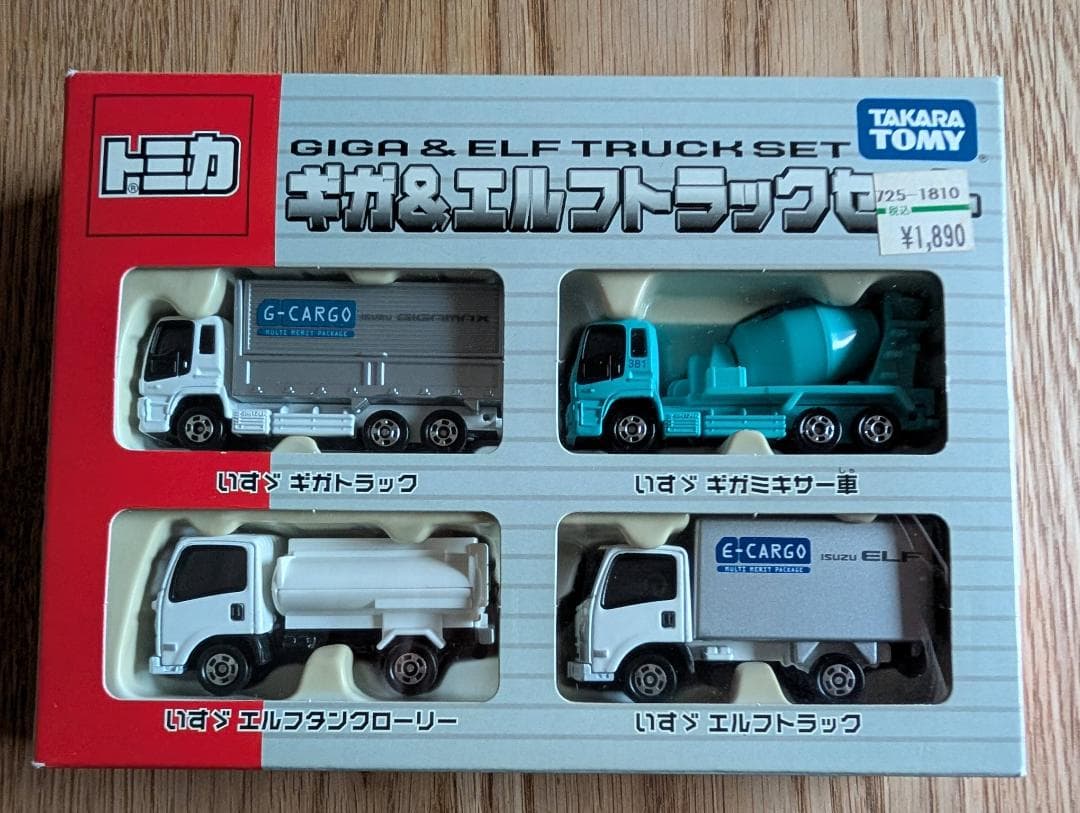 トミカ®
GIGA & ELF TRUCK SET
ギガ&エルフトラックセ
TAKARA
TOMY
®
725-1810
税込
¥1,890
G-CARGO
MULTI MERIT PACKAGE
ISUZU GIGAMAX
381
いすゞ ギガトラック
しゃ
いすゞ ギガミキサー車
E-CARGO
MULTI MERIT PACKAGE
ISUZU ELF
いすゞ エルフタンクローリー
いすゞ エルフトラック